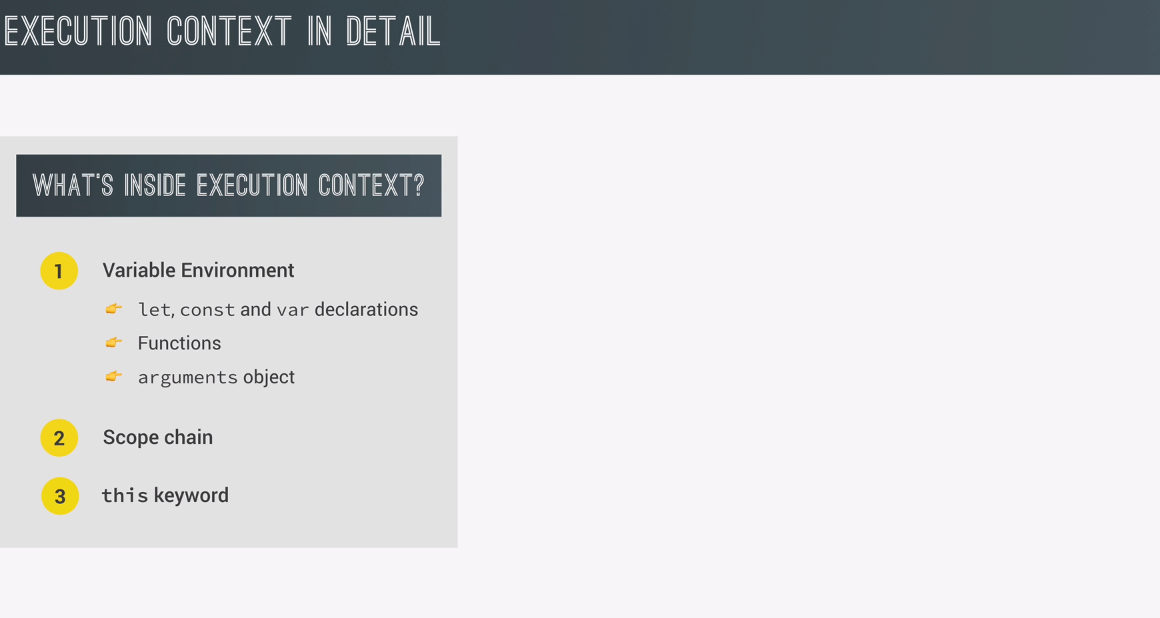 EXECUTION CONTEXT IN DETAIL
WHAT'S INSIDE EXECUTION CONTEXT?
1 Variable Environment
👉 let, const and var declarations
👉 Functions
👉 arguments object
2 Scope chain
3 this keyword